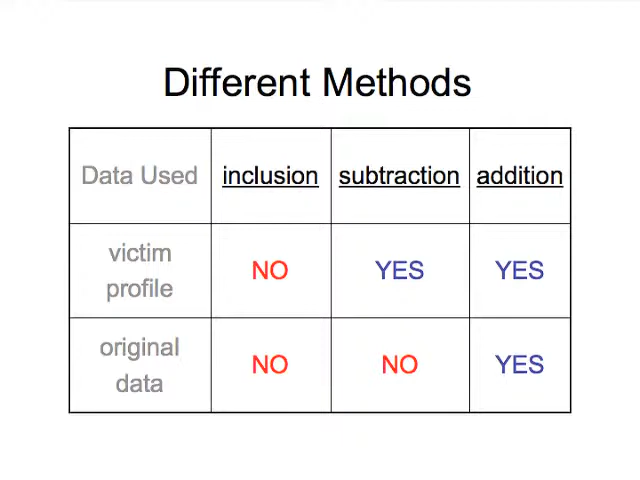 Different Methods
Data Used inclusion subtraction addition
victim profile NO YES YES
original data NO NO YES